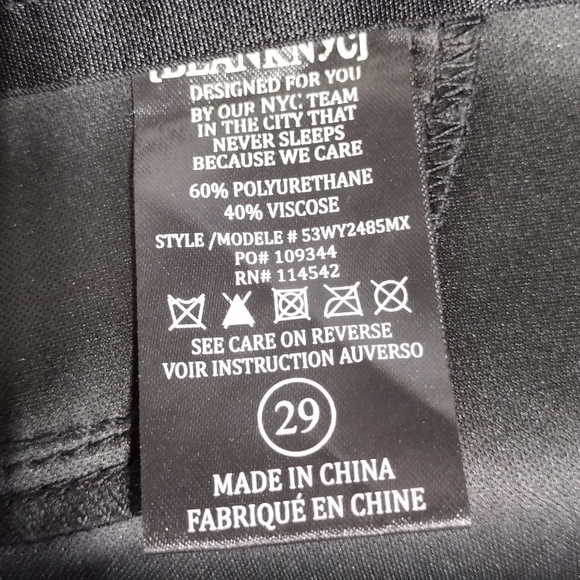 [BLANKNYC]
DESIGNED FOR YOU
BY OUR NYC TEAM
IN THE CITY THAT
NEVER SLEEPS
BECAUSE WE CARE
60% POLYURETHANE
40% VISCOSE
STYLE /MODELE # 53WY2485MX
PO# 109344
RN# 114542
SEE CARE ON REVERSE
VOIR INSTRUCTION AUVERSO
29
MADE IN CHINA
FABRIQUÉ EN CHINE